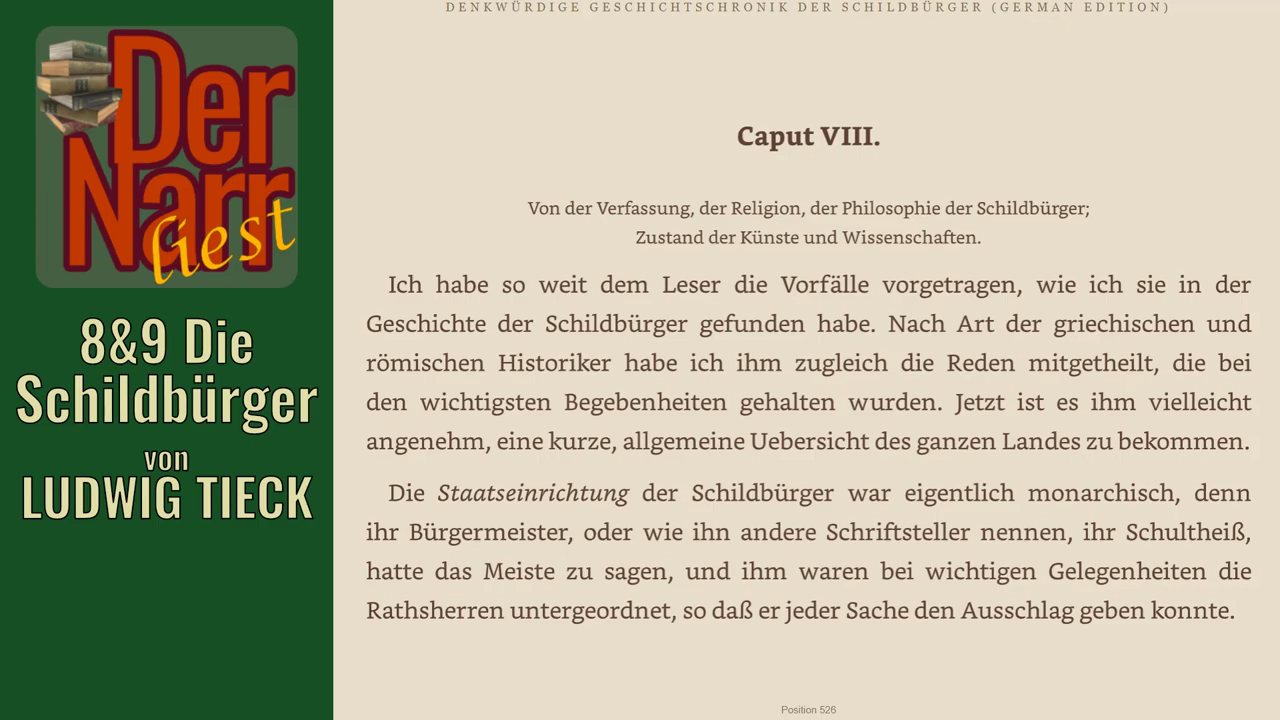 Der
Narr
liest
8&9 Die
Schildbürger
von
LUDWIG TIECK
DENKWÜRDIGE GESCHICHTSCHRONIK DER SCHILDBÜRGER (GERMAN EDITION)
Caput VIII.
Von der Verfassung, der Religion, der Philosophie der Schildbürger;
Zustand der Künste und Wissenschaften.
Ich habe so weit dem Leser die Vorfälle vorgetragen, wie ich sie in der
Geschichte der Schildbürger gefunden habe. Nach Art der griechischen und
römischen Historiker habe ich ihm zugleich die Reden mitgetheilt, die bei
den wichtigsten Begebenheiten gehalten wurden. Jetzt ist es ihm vielleicht
angenehm, eine kurze, allgemeine Uebersicht des ganzen Landes zu bekommen.
Die Staatseinrichtung der Schildbürger war eigentlich monarchisch, denn
ihr Bürgermeister, oder wie ihn andere Schriftsteller nennen, ihr Schultheiß,
hatte das Meiste zu sagen, und ihm waren bei wichtigen Gelegenheiten die
Rathsherren untergeordnet, so daß er jeder Sache den Ausschlag geben konnte.
Position 526